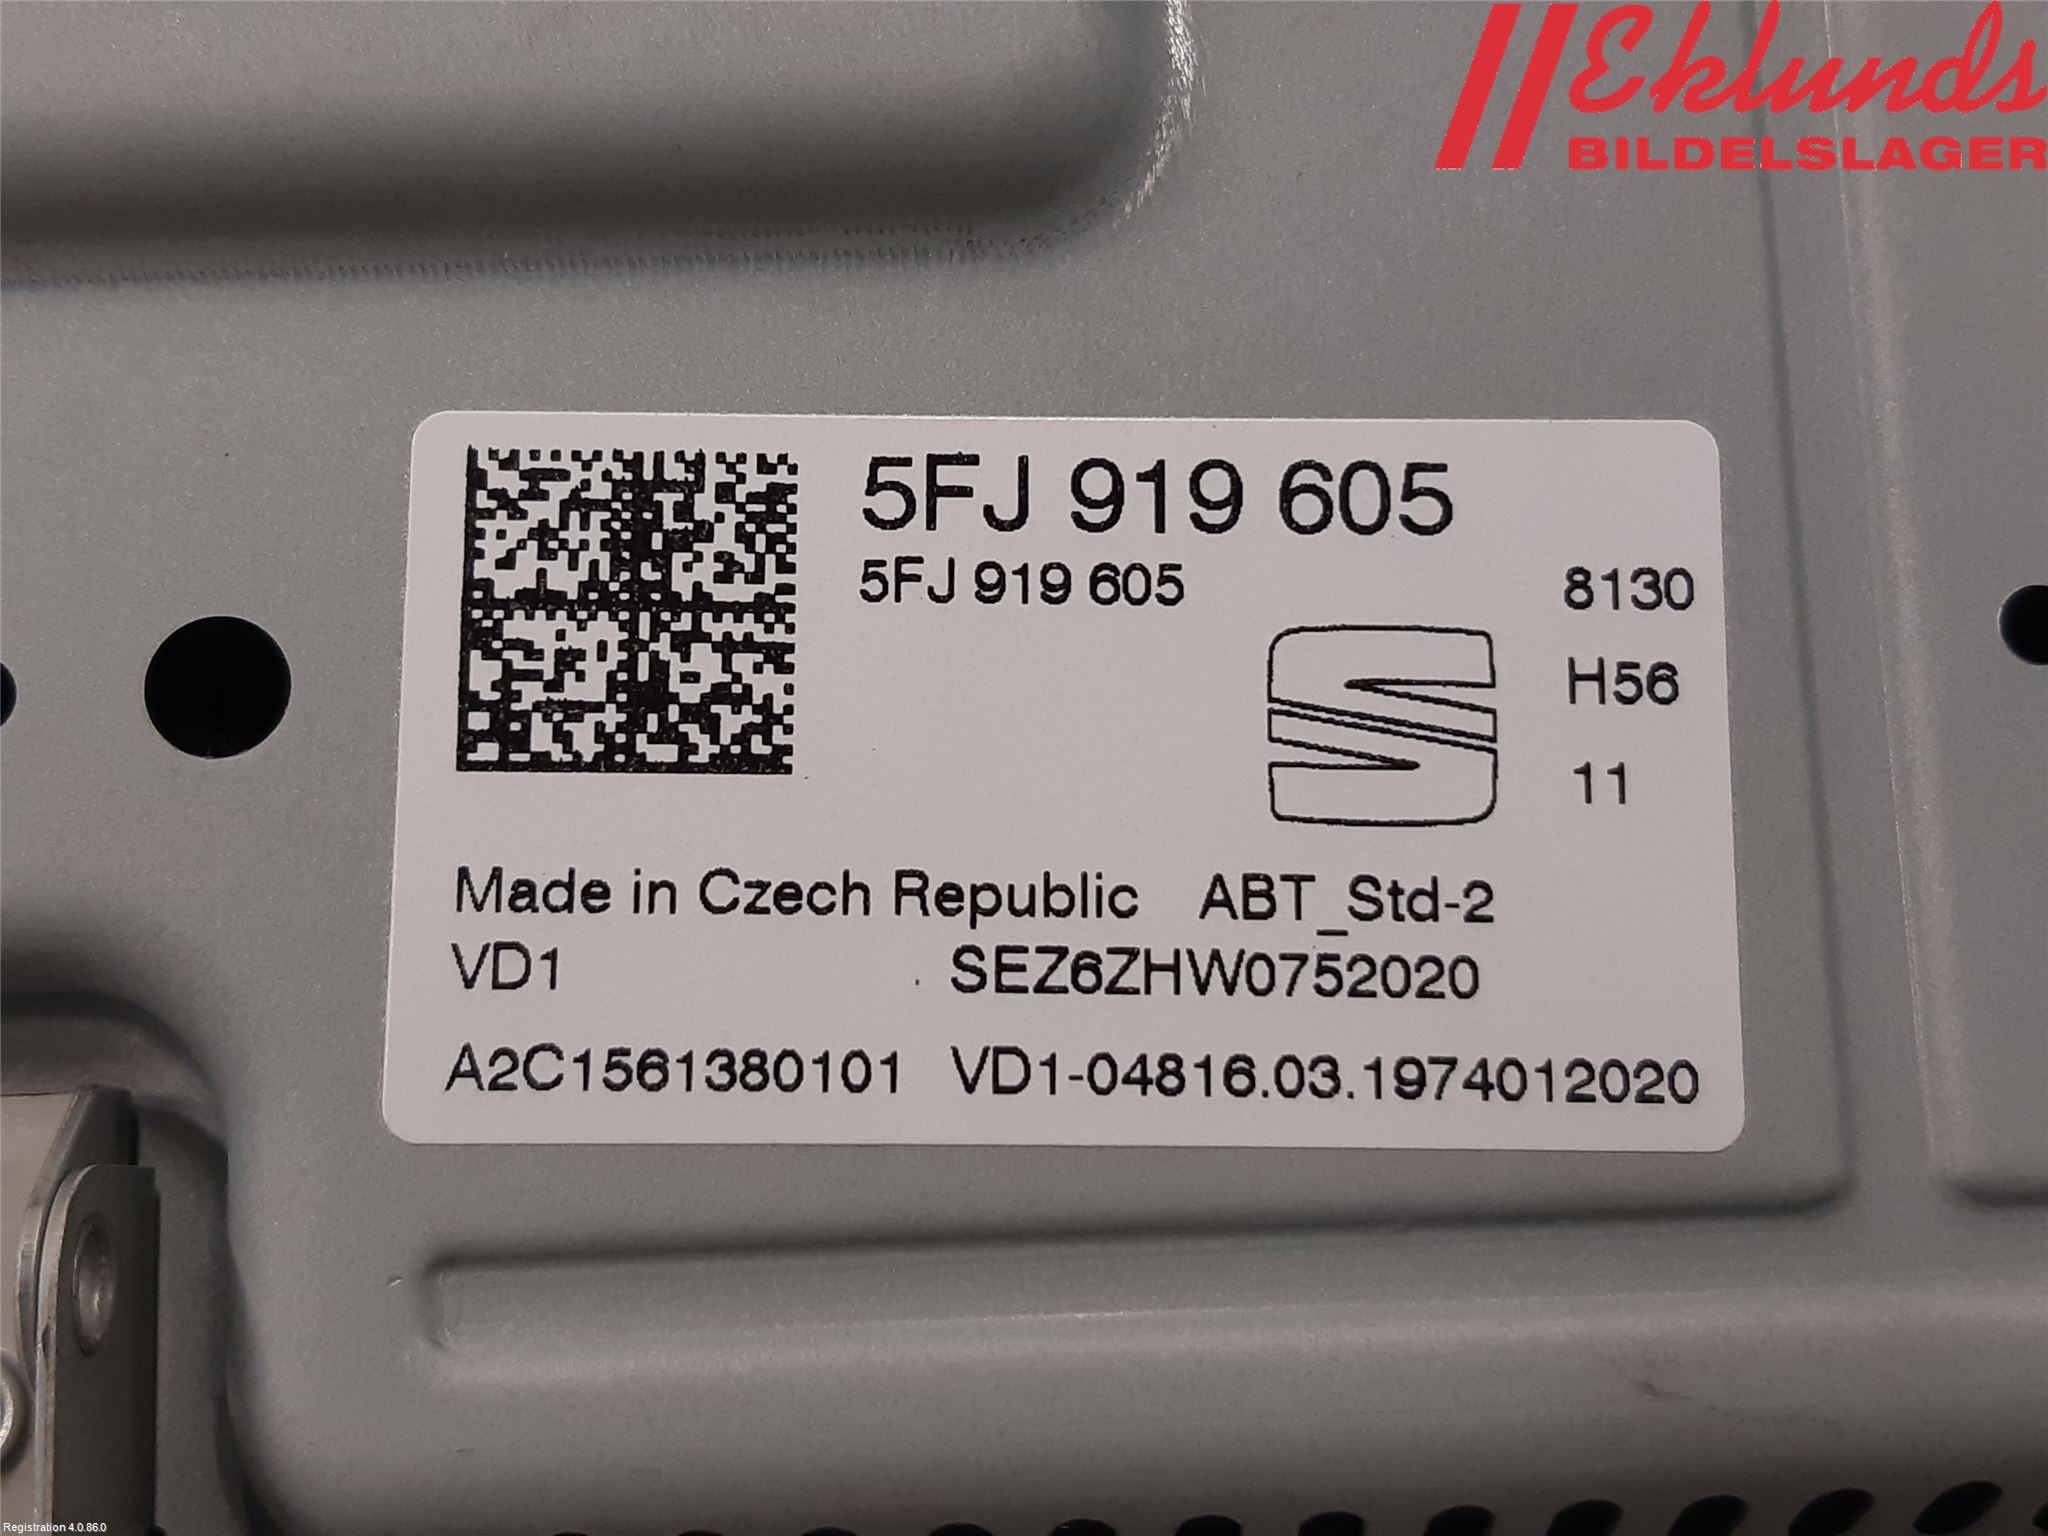 Eklunds
BILDELSLAGER
5FJ 919 605
5FJ 919 605
8130
H56
11
Made in Czech Republic ABT_Std-2
VD1 SEZ6ZHW0752020
A2C1561380101 VD1-04816.03.1974012020
Registration 4.0.86.0